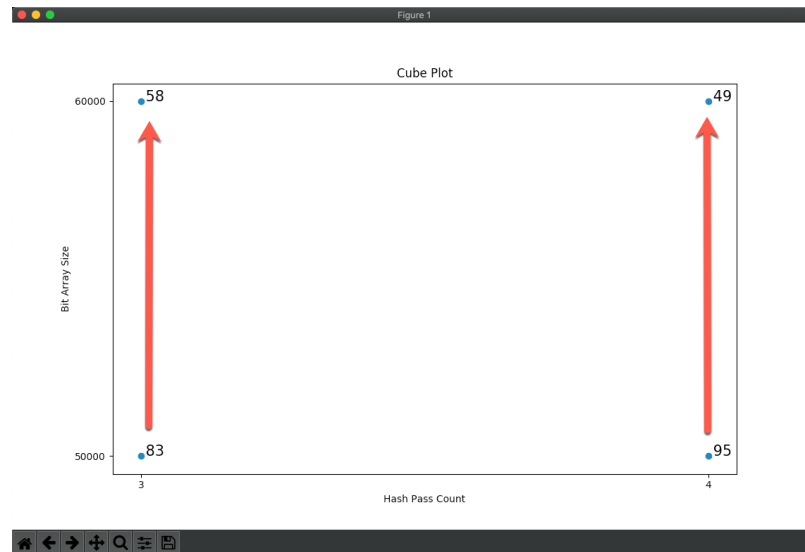 Figure 1
Cube Plot
60000
58
49
Bit Array Size
50000
83
95
3
4
Hash Pass Count